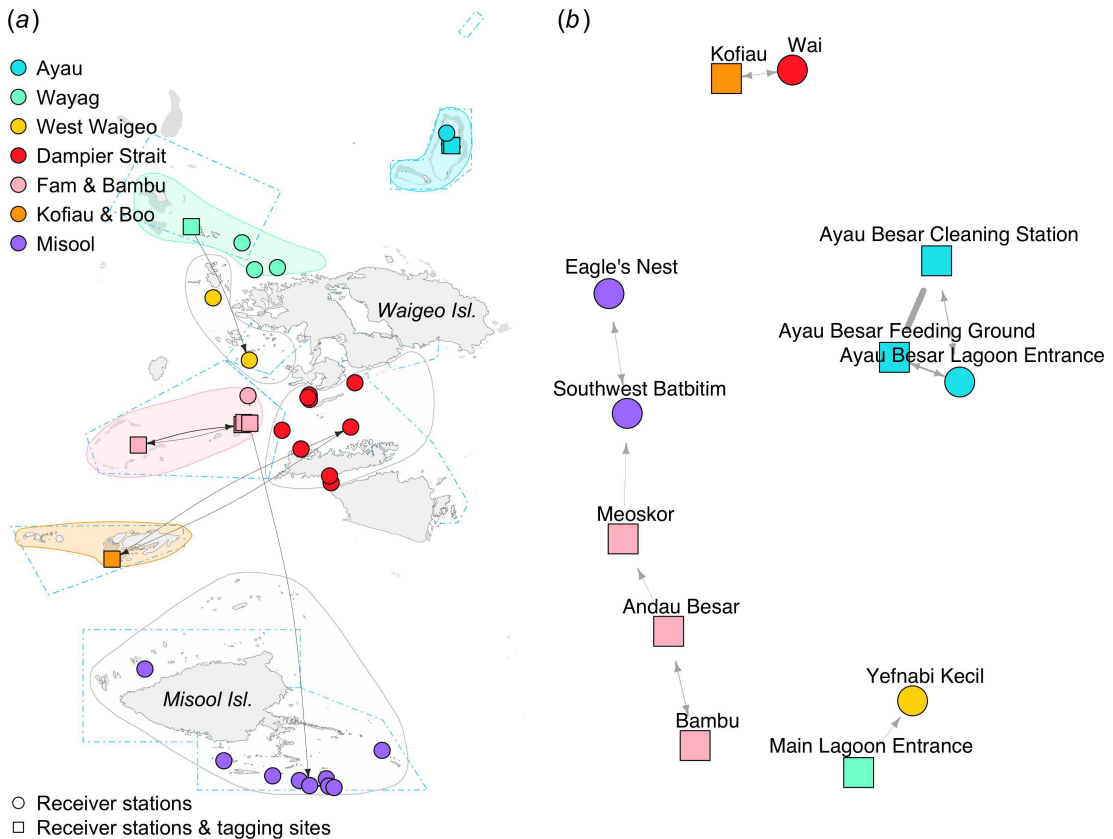 (a)
Ayau
Wayag
West Waigeo
Dampier Strait
Fam & Bambu
Kofiau & Boo
Misool
Waigeo Isl.
Misool Isl.
Receiver stations
Receiver stations & tagging sites
(b)
Kofiau
Wai
Ayau Besar Cleaning Station
Eagle's Nest
Ayau Besar Feeding Ground
Ayau Besar Lagoon Entrance
Southwest Batbitim
Meoskor
Andau Besar
Yefnabi Kecil
Bambu
Main Lagoon Entrance